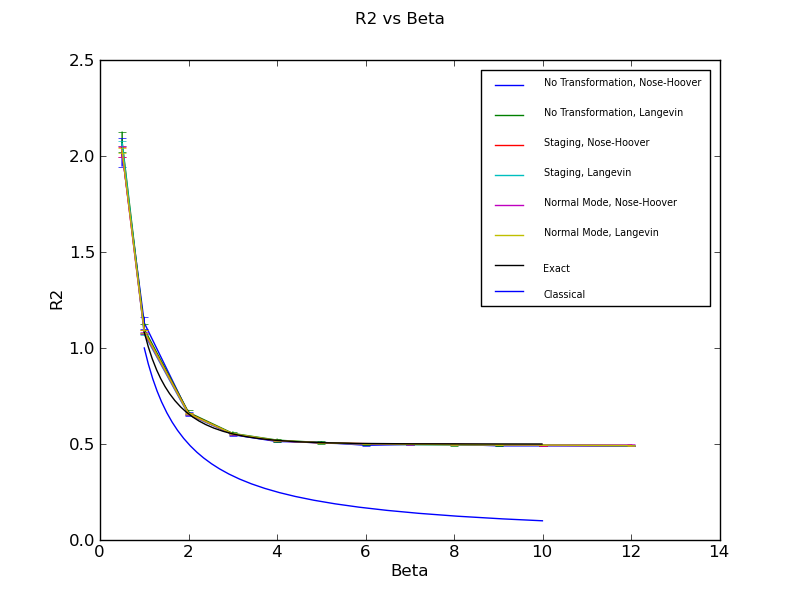 R2 vs Beta
2.5
2.0
1.5
1.0
0.5
0.0
R2
No Transformation, Nose-Hoover
No Transformation, Langevin
Staging, Nose-Hoover
Staging, Langevin
Normal Mode, Nose-Hoover
Normal Mode, Langevin
Exact
Classical
0 2 4 6 8 10 12 14
Beta